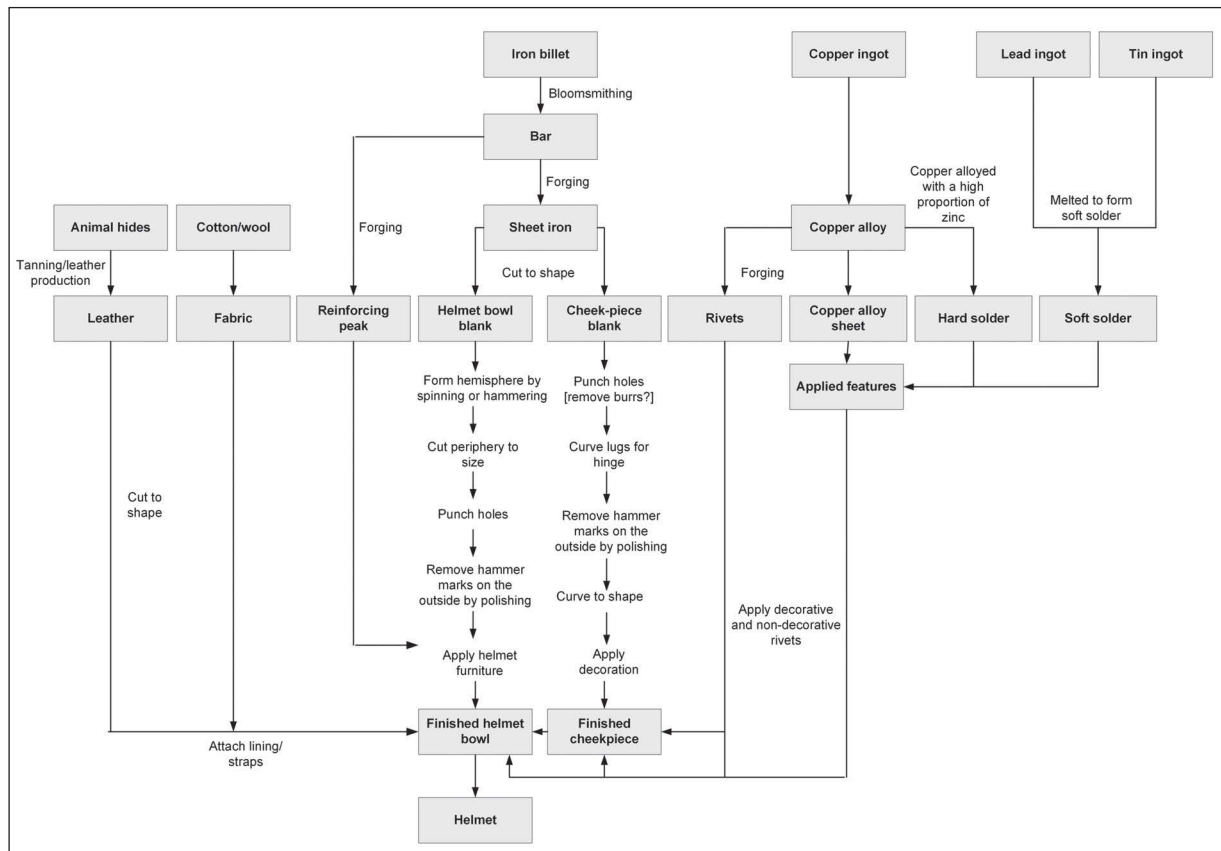 Iron billet
Copper ingot
Lead ingot
Tin ingot
Bloomsmithing
Bar
Forging
Copper alloyed
with a high
proportion of
zinc
Melted to form
soft solder
Animal hides
Cotton/wool
Forging
Sheet iron
Copper alloy
Tanning/leather
production
Cut to shape
Forging
Leather
Fabric
Reinforcing
peak
Helmet bowl
blank
Cheek-piece
blank
Rivets
Copper alloy
sheet
Hard solder
Soft solder
Form hemisphere by
spinning or hammering
Punch holes
[remove burrs?]
Applied features
Cut periphery to
size
Curve lugs for
hinge
Cut to
shape
Punch holes
Remove hammer
marks on the
outside by polishing
Remove hammer
marks on the
outside by polishing
Curve to shape
Apply decorative
and non-decorative
rivets
Apply helmet
furniture
Apply
decoration
Finished helmet
bowl
Finished
cheekpiece
Attach lining/
straps
Helmet